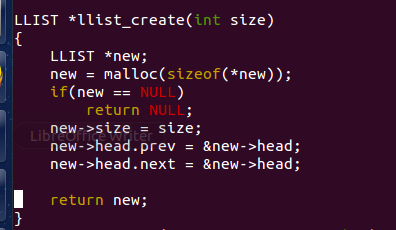 LLIST *llist_create(int size)
{
    LLIST *new;
    new = malloc(sizeof(*new));
    if(new == NULL)
        return NULL;
    new->size = size;
LibreOffice Writer
    new->head.prev = &new->head;
    new->head.next = &new->head;

    return new;
}